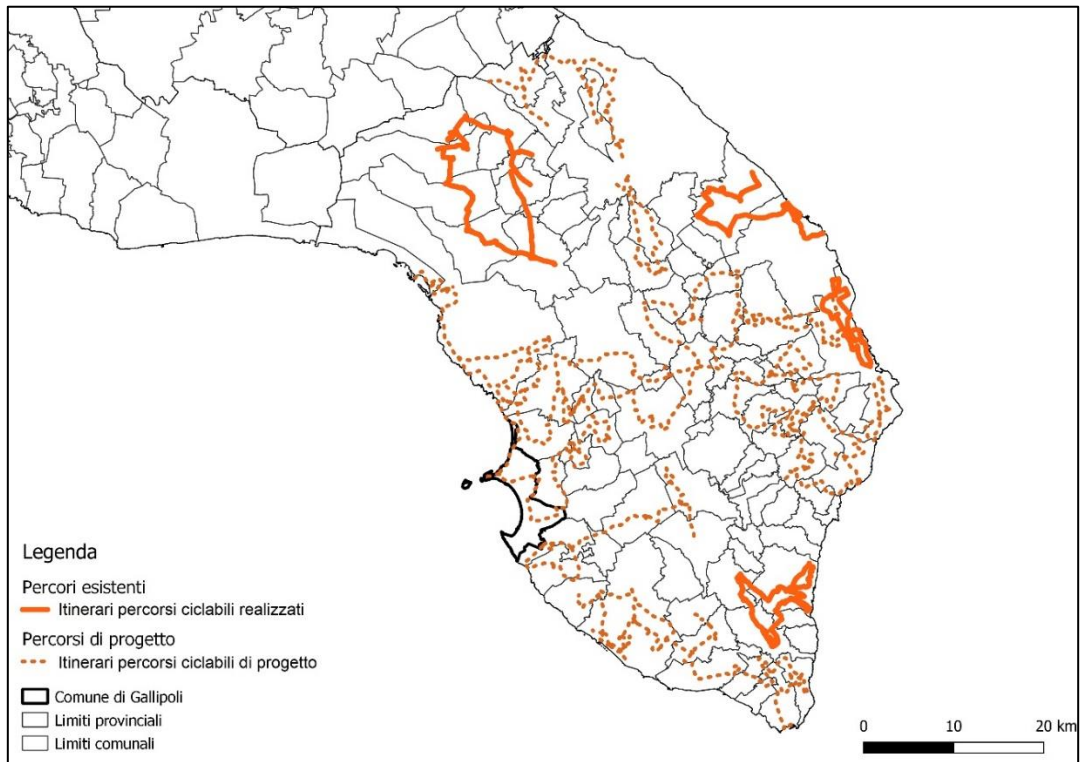 Legenda
Percori esistenti
Itinerari percorsi ciclabili realizzati
Percorsi di progetto
Itinerari percorsi ciclabili di progetto
Comune di Gallipoli
Limiti provinciali
Limiti comunali
0 10 20 km